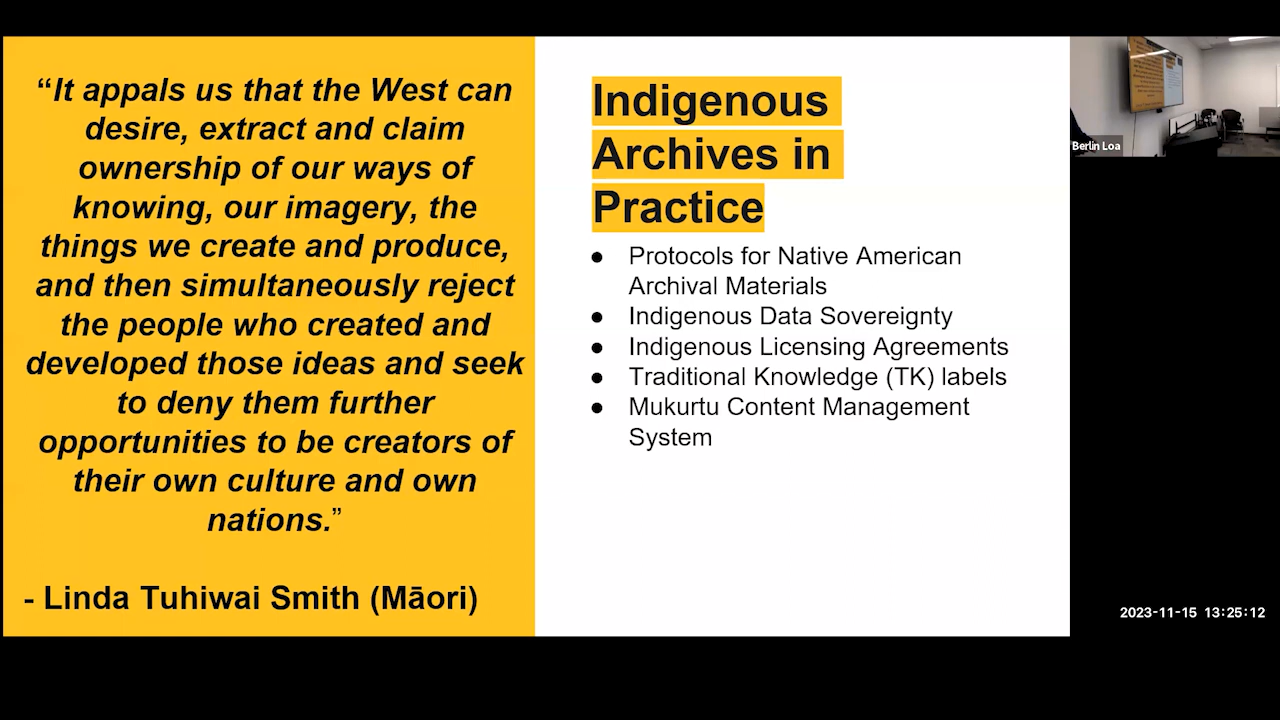 “It appals us that the West can
desire, extract and claim
ownership of our ways of
knowing, our imagery, the
things we create and produce,
and then simultaneously reject
the people who created and
developed those ideas and seek
to deny them further
opportunities to be creators of
their own culture and own
nations.”
- Linda Tuhiwai Smith (Māori)
Indigenous
Archives in
Practice
● Protocols for Native American
Archival Materials
● Indigenous Data Sovereignty
● Indigenous Licensing Agreements
● Traditional Knowledge (TK) labels
● Mukurtu Content Management
System
Berlin Loa
2023-11-15 13:25:12